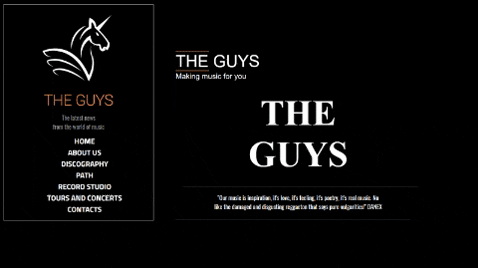 THE GUYS
The latest news
from the world of music
HOME
ABOUT US
DISCOGRAPHY
PATH
RECORD STUDIO
TOURS AND CONCERTS
CONTACTS
THE GUYS
Making music for you
THE
GUYS
"Our music is inspiration, it's love, it's feeling, it's poetry, it's real music. No
like the damaged and disgusting reggaeton that says pure vulgarities!"